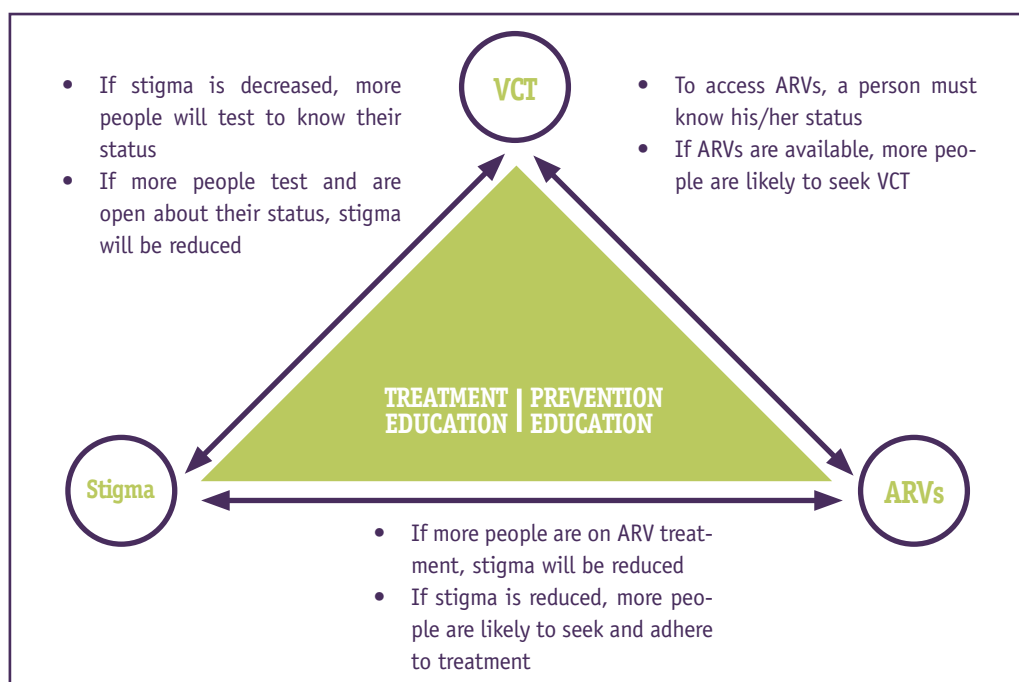 VCT
• If stigma is decreased, more
people will test to know their
status
• If more people test and are
open about their status, stigma
will be reduced
• To access ARVs, a person must
know his/her status
• If ARVs are available, more peo-
ple are likely to seek VCT
TREATMENT | PREVENTION
EDUCATION | EDUCATION
Stigma
ARVs
• If more people are on ARV treat-
ment, stigma will be reduced
• If stigma is reduced, more peo-
ple are likely to seek and adhere
to treatment